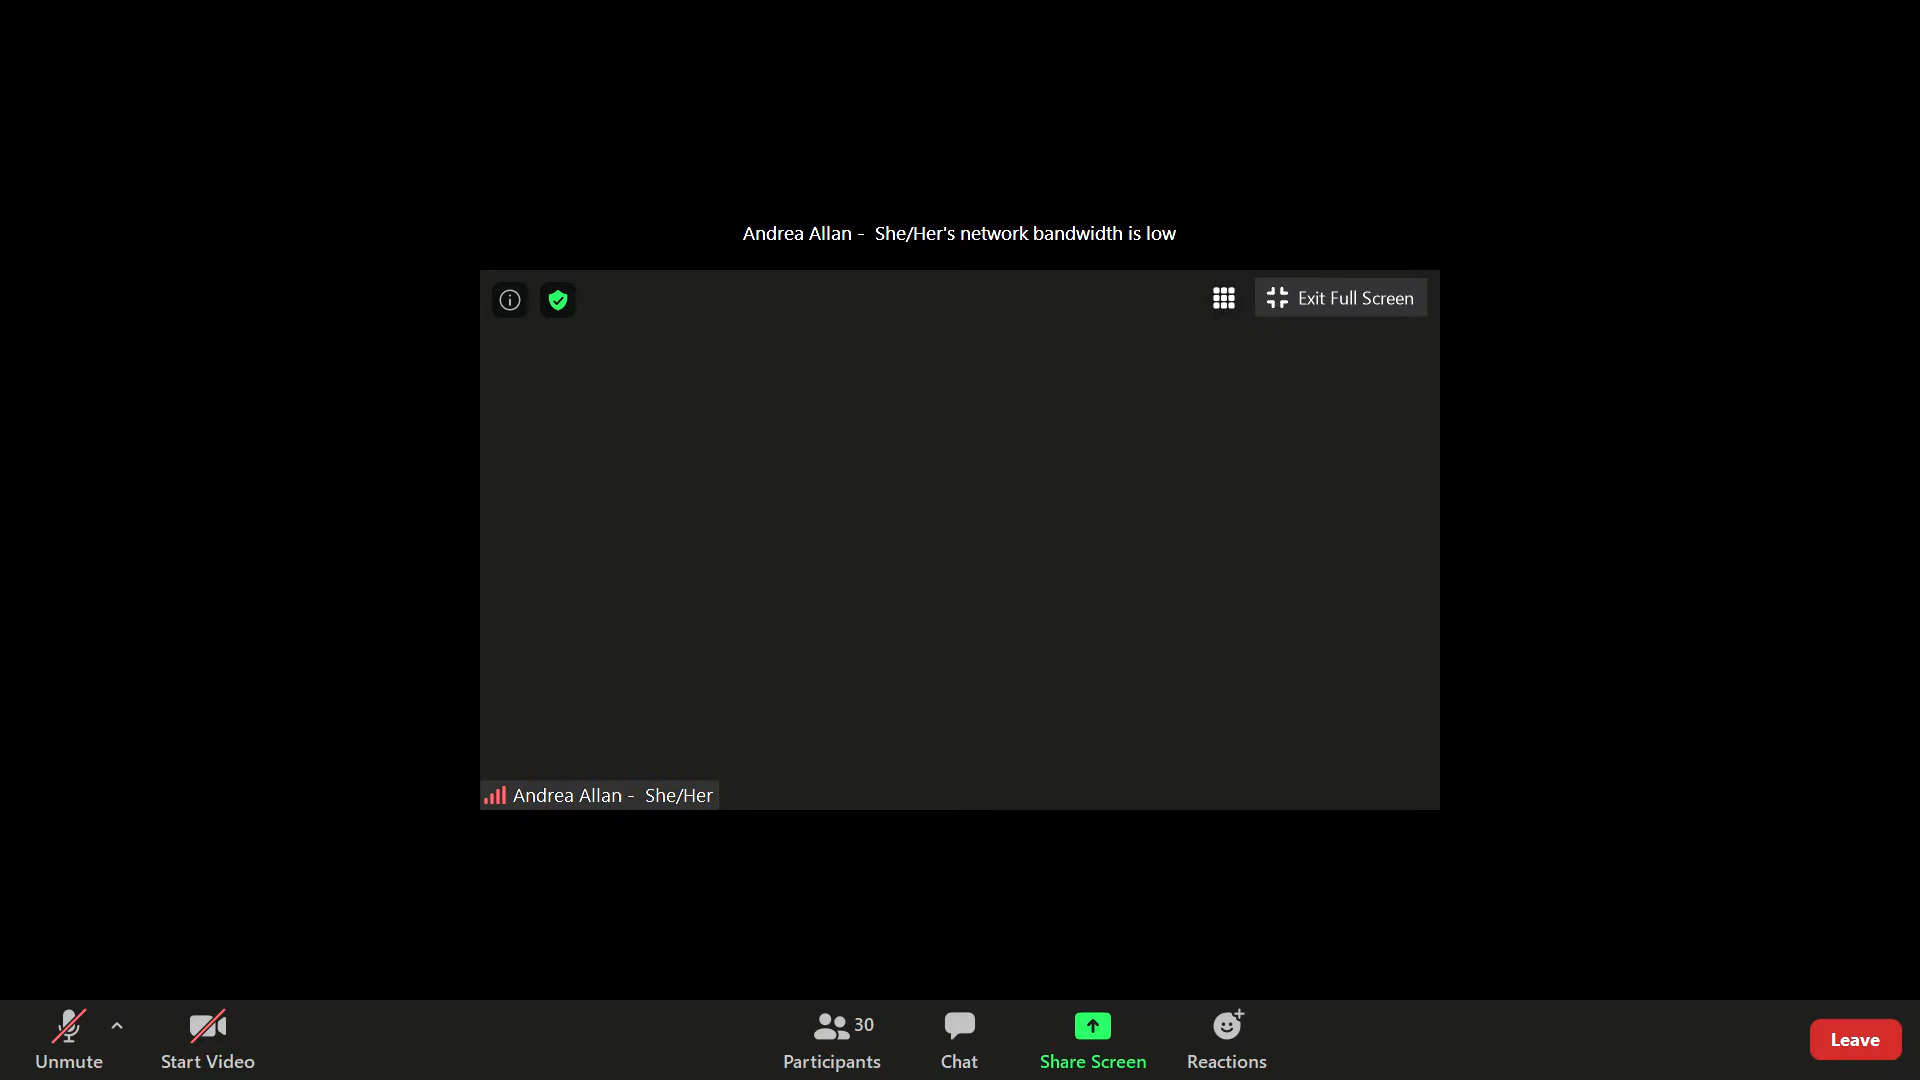 Andrea Allan - She/Her's network bandwidth is low
Exit Full Screen
Andrea Allan - She/Her
30
Unmute
Start Video
Participants
Chat
Share Screen
Reactions
Leave